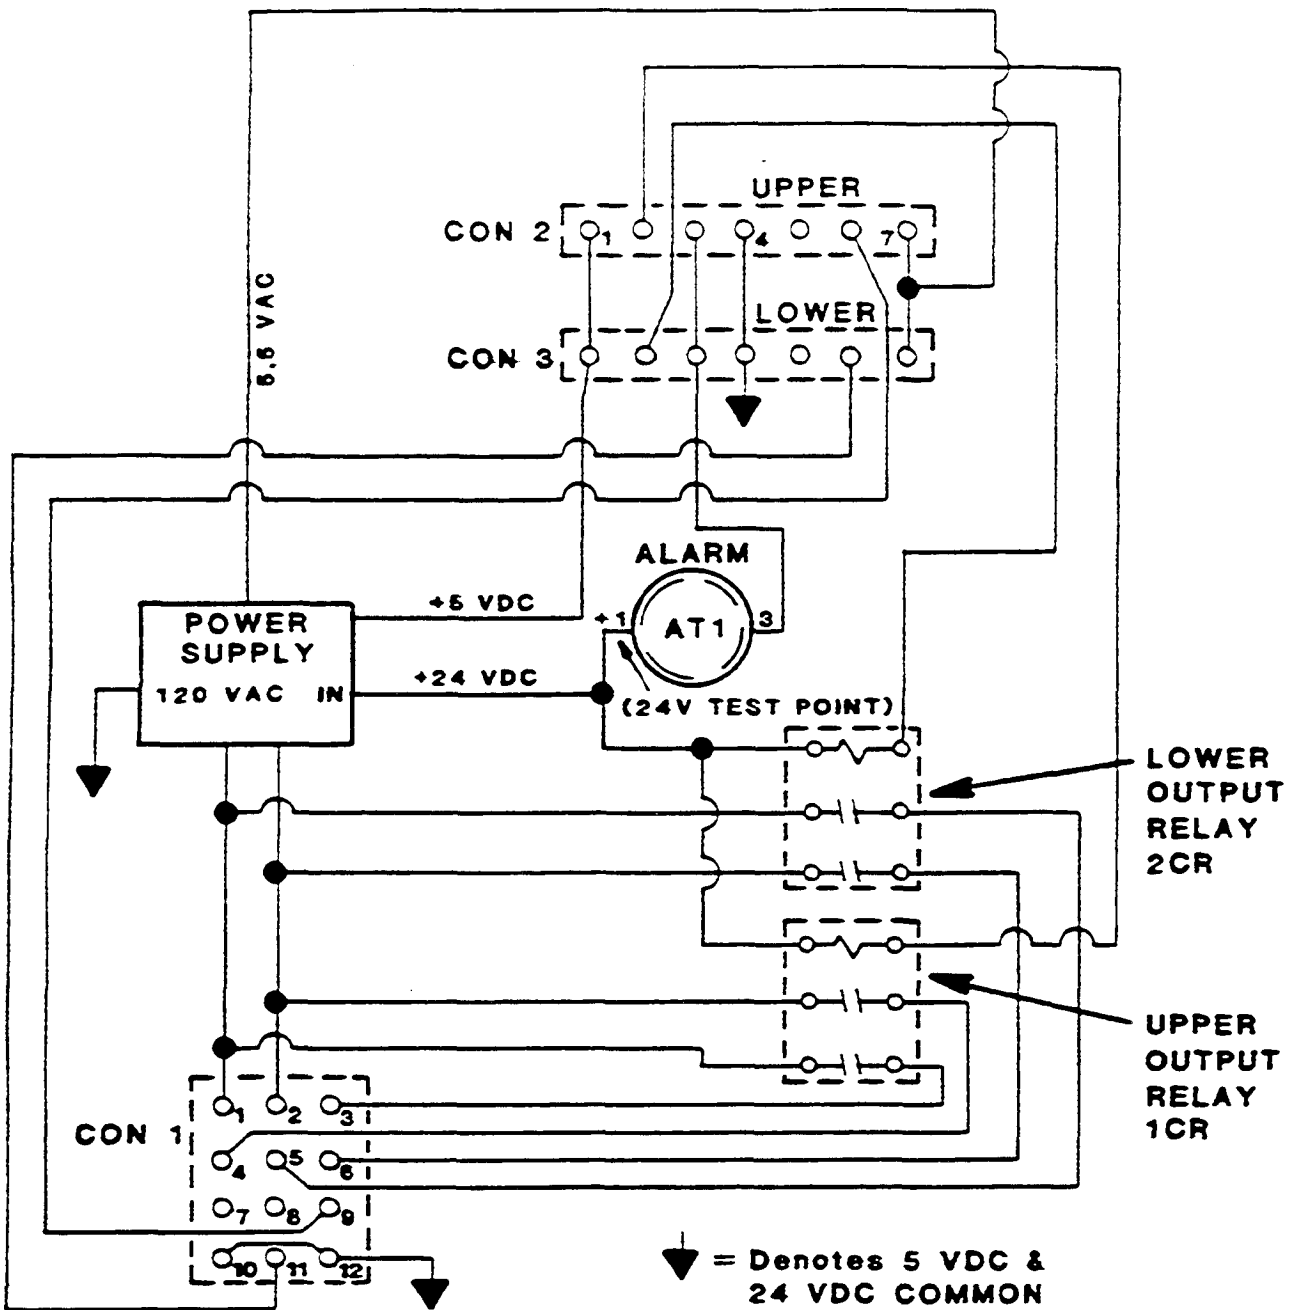 UPPER
CON 2
1
4
7
5.5 VAC
LOWER
CON 3
ALARM
+5 VDC
+1
AT1
3
POWER
SUPPLY
120 VAC IN
+24 VDC
(24V TEST POINT)
LOWER
OUTPUT
RELAY
2CR
UPPER
OUTPUT
RELAY
1CR
CON 1
1
2
3
4
5
6
7
8
9
10
11
12
= Denotes 5 VDC &
24 VDC COMMON